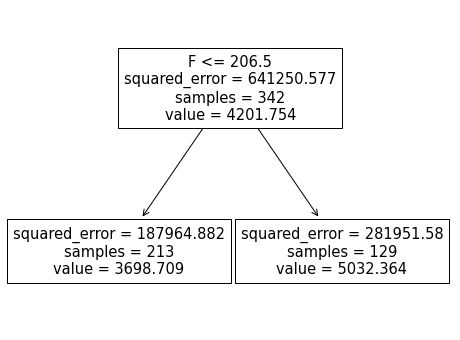 F <= 206.5
squared_error = 641250.577
samples = 342
value = 4201.754
squared_error = 187964.882
samples = 213
value = 3698.709
squared_error = 281951.58
samples = 129
value = 5032.364